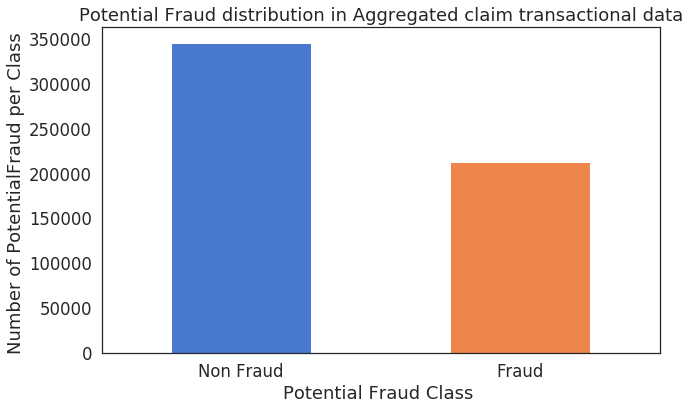 Potential Fraud distribution in Aggregated claim transactional data
Number of PotentialFraud per Class
350000
300000
250000
200000
150000
100000
50000
0
Non Fraud
Fraud
Potential Fraud Class